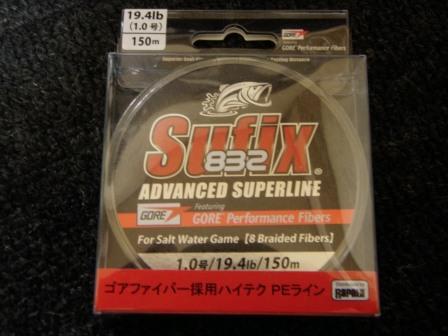 19.4lb
(1.0号)
150m
Featuring
GORE Performance Fibers
Sufix
832
ADVANCED SUPERLINE
Featuring
GORE
GORE Performance Fibers
For Salt Water Game【8 Braided Fibers】
1.0号/19.4lb/150m
ゴアファイバー採用ハイテク PEライン
RAPALA